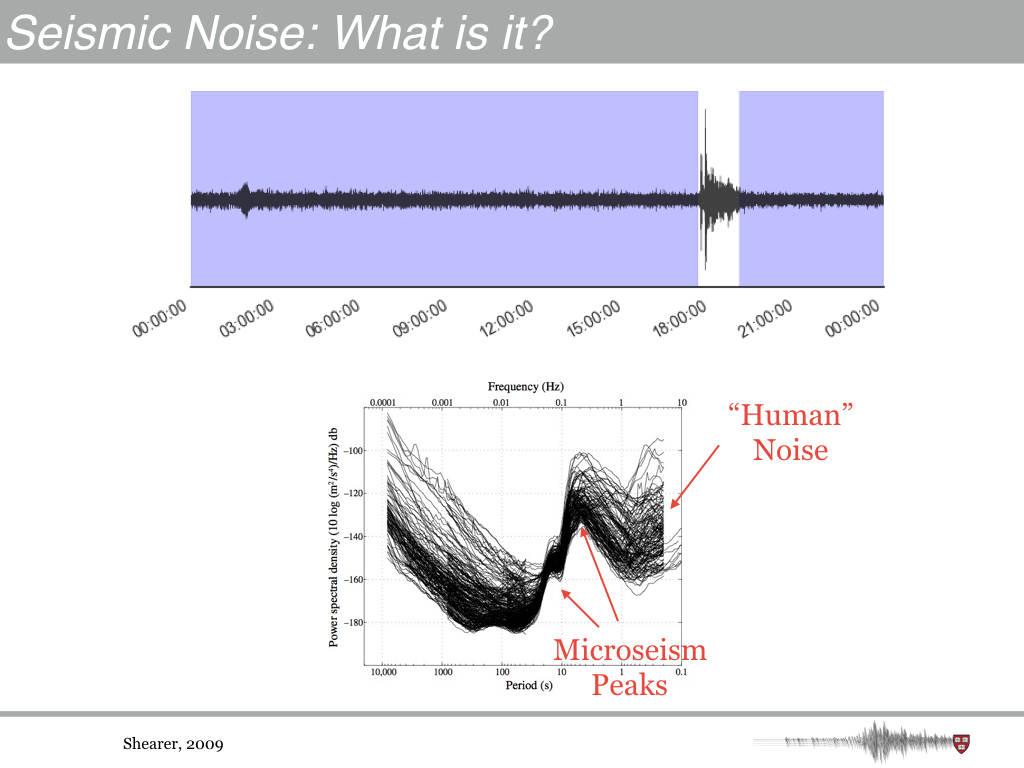 Seismic Noise: What is it?
00:00:00 03:00:00 06:00:00 09:00:00 12:00:00 15:00:00 18:00:00 21:00:00 00:00:00
Frequency (Hz)
0.0001 0.001 0.01 0.1 1 10
“Human”
Noise
Power spectral density (10 log (m²/s⁴)/Hz) db
−100
−120
−140
−160
−180
Microseism
Peaks
10,000 1000 100 10 1 0.1
Period (s)
Shearer, 2009